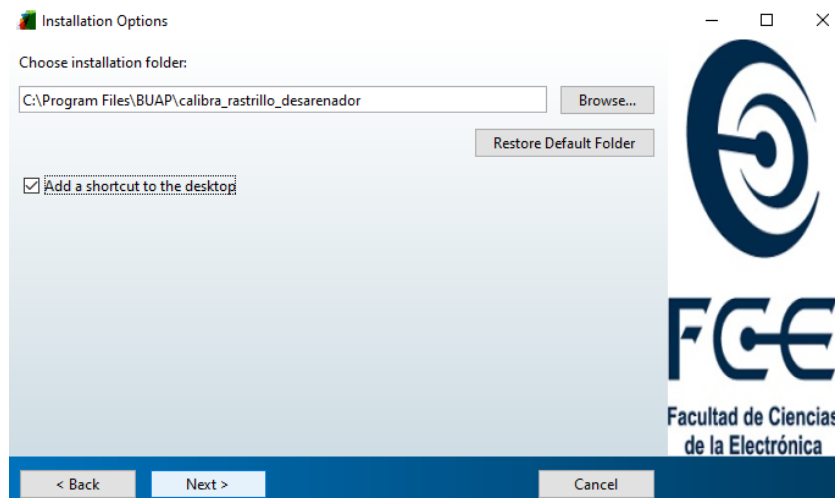 Installation Options
Choose installation folder:
C:\Program Files\BUAP\calibra_rastrillo_desarenador
Browse...
Restore Default Folder
Add a shortcut to the desktop
FCE
Facultad de Ciencias
de la Electrónica
< Back
Next >
Cancel